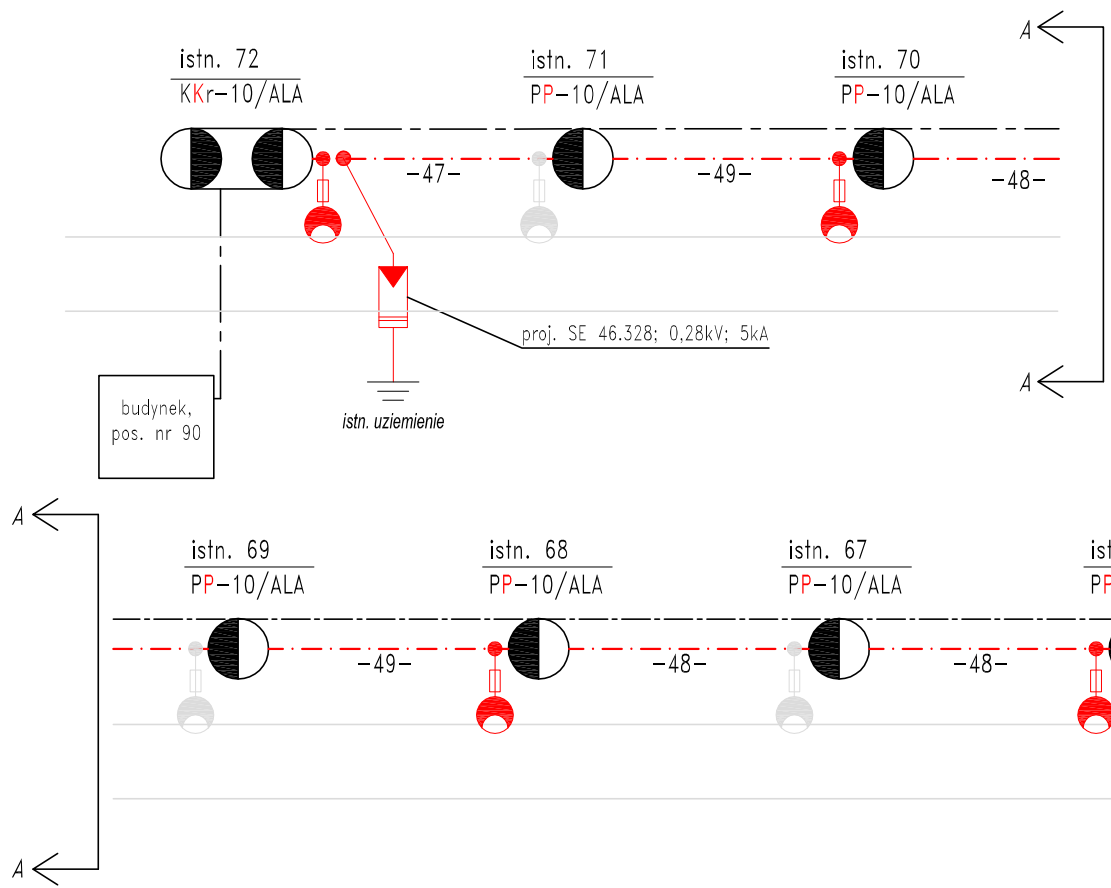 istn. 72
KKr-10/ALA
istn. 71
PP-10/ALA
istn. 70
PP-10/ALA
A
-47-
-49-
-48-
proj. SE 46.328; 0,28kV; 5kA
A
budynek,
pos. nr 90
istn. uziemienie
A
istn. 69
PP-10/ALA
istn. 68
PP-10/ALA
istn. 67
PP-10/ALA
ist
PP
-49-
-48-
-48-
A